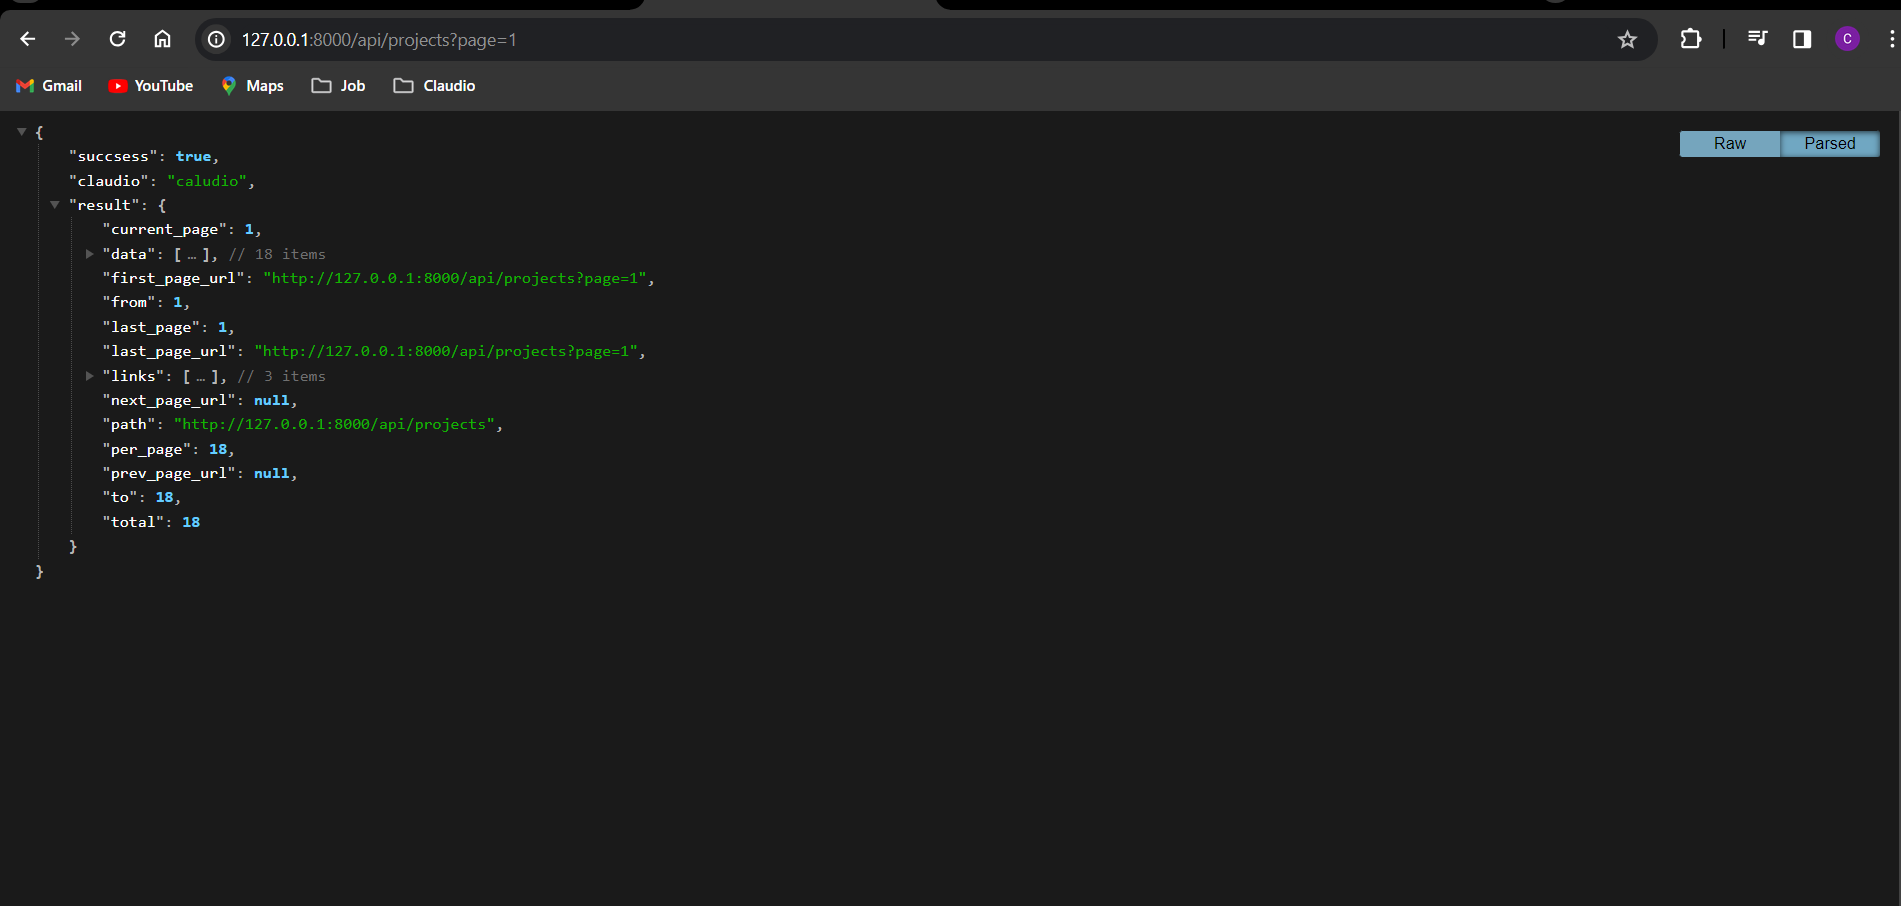 127.0.0.1:8000/api/projects?page=1
C
Gmail YouTube Maps Job Claudio
Raw Parsed
{
"succsess": true,
"claudio": "caludio",
"result": {
"current_page": 1,
"data": [ … ], // 18 items
"first_page_url": "http://127.0.0.1:8000/api/projects?page=1",
"from": 1,
"last_page": 1,
"last_page_url": "http://127.0.0.1:8000/api/projects?page=1",
"links": [ … ], // 3 items
"next_page_url": null,
"path": "http://127.0.0.1:8000/api/projects",
"per_page": 18,
"prev_page_url": null,
"to": 18,
"total": 18
}
}